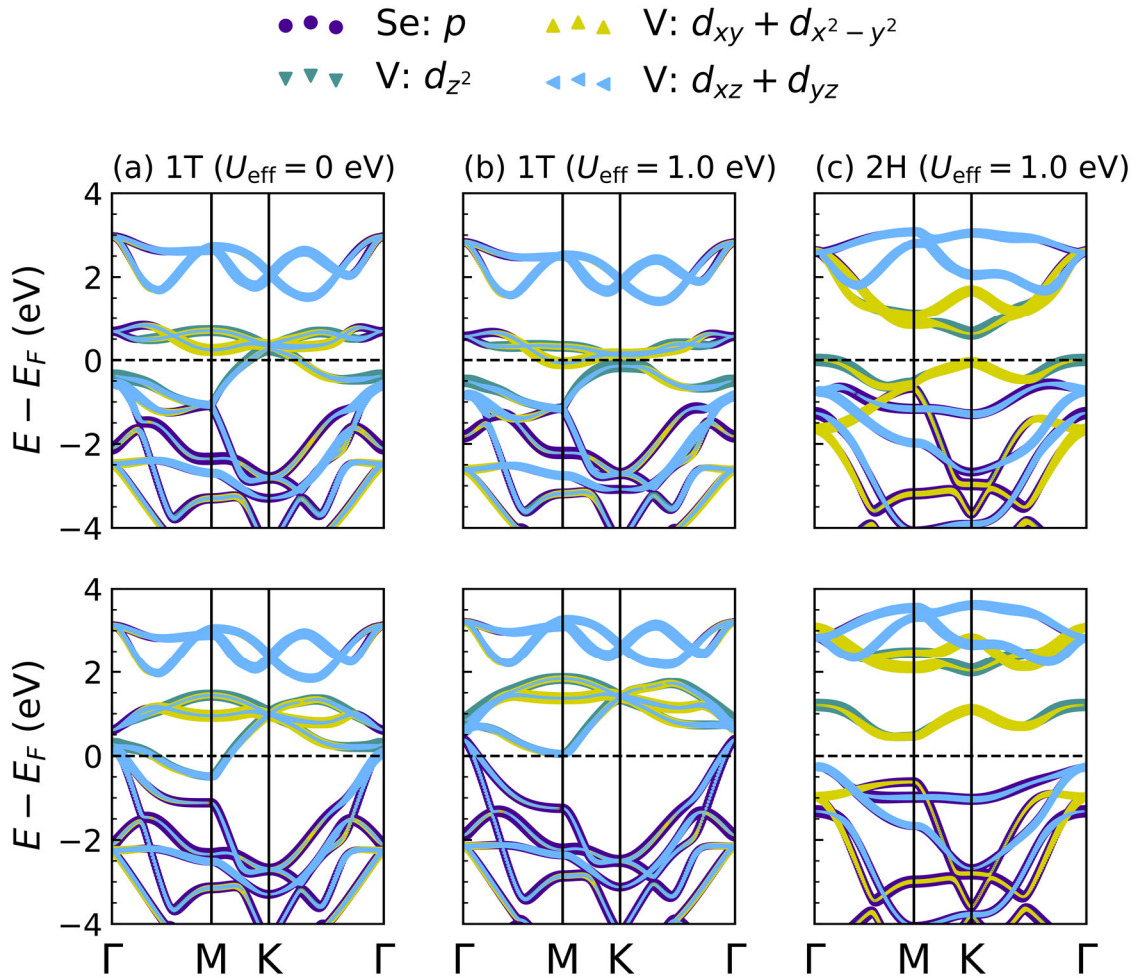 Se: p   V: d_{xy} + d_{x^2-y^2}
V: d_{z^2}   V: d_{xz} + d_{yz}
(a) 1T (U_eff = 0 eV)   (b) 1T (U_eff = 1.0 eV)   (c) 2H (U_eff = 1.0 eV)
4
2
0
−2
−4
E − E_F (eV)
4
2
0
−2
−4
E − E_F (eV)
Γ M K Γ   Γ M K Γ   Γ M K Γ